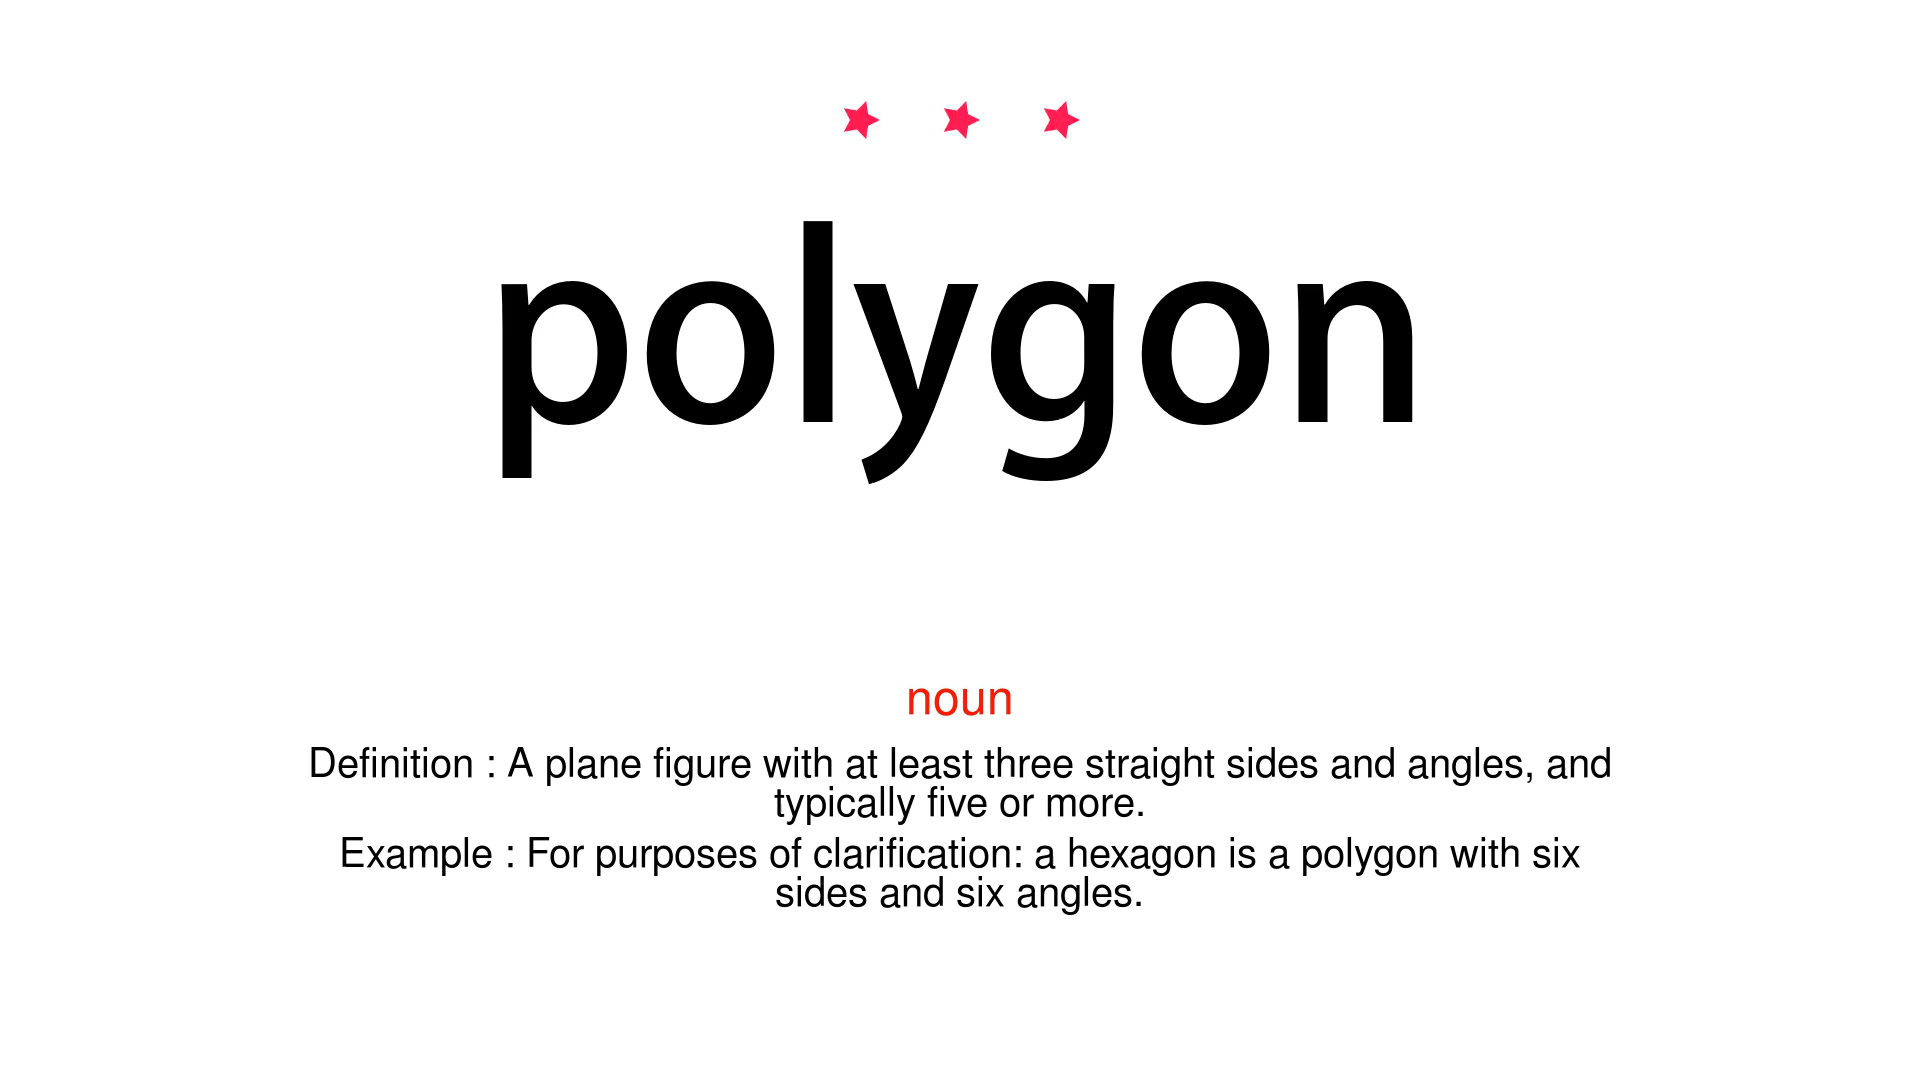 polygon
noun
Definition : A plane figure with at least three straight sides and angles, and
typically five or more.
Example : For purposes of clarification: a hexagon is a polygon with six
sides and six angles.